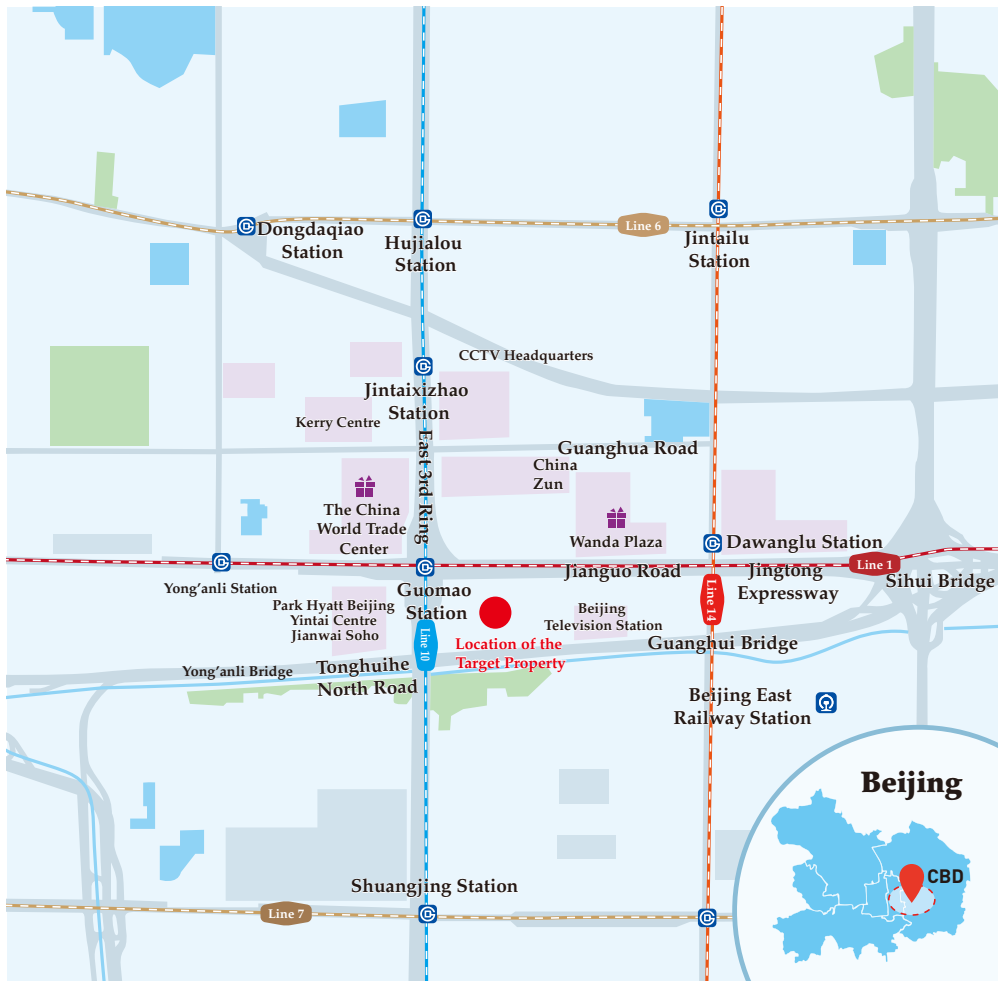 Line 6
Dongdaqiao
Station
Hujialou
Station
Jintailu
Station
CCTV Headquarters
Jintaixizhao
Station
Kerry Centre
East 3rd Ring
Guanghua Road
China
Zun
The China
World Trade
Center
Wanda Plaza
Dawanglu Station
Line 1
Jianguo Road
Jingtong
Expressway
Sihui Bridge
Yong'anli Station
Guomao
Station
Park Hyatt Beijing
Yintai Centre
Jianwai Soho
Beijing
Television Station
Line 14
Line 10
Location of the
Target Property
Guanghui Bridge
Yong'anli Bridge
Tonghuihe
North Road
Beijing East
Railway Station
Beijing
CBD
Shuangjing Station
Line 7